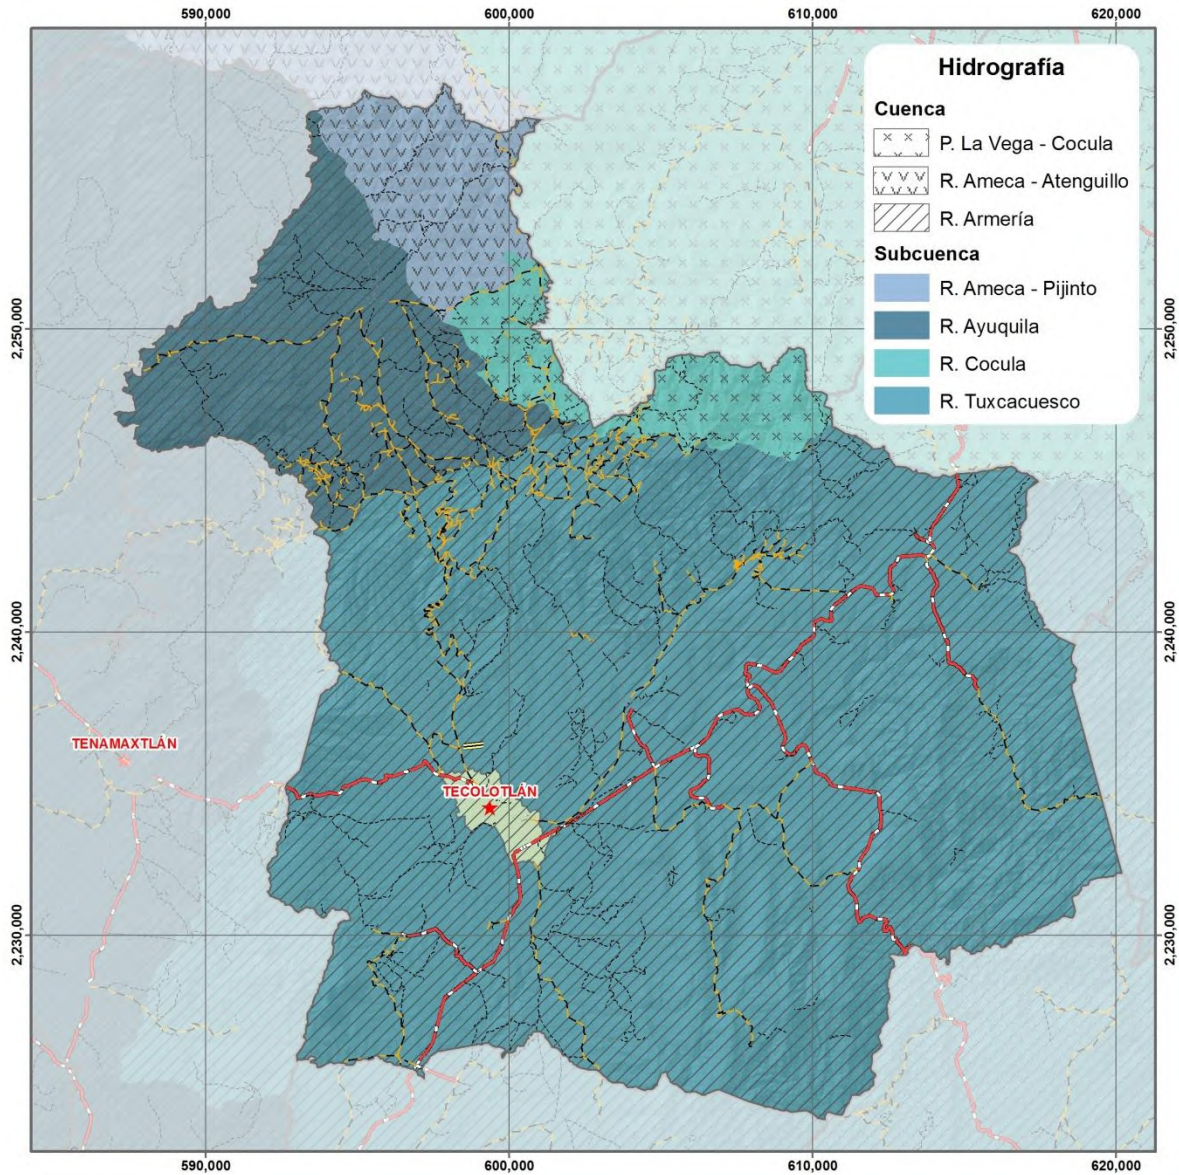 590,000
600,000
610,000
620,000
Hidrografía
Cuenca
P. La Vega - Cocula
R. Ameca - Atenguillo
R. Armería
Subcuenca
R. Ameca - Pijinto
R. Ayuquila
R. Cocula
R. Tuxcacuesco
2,250,000
2,250,000
2,240,000
2,240,000
TENAMAXTLÁN
TECOLOTLÁN
2,230,000
2,230,000
590,000
600,000
610,000
620,000